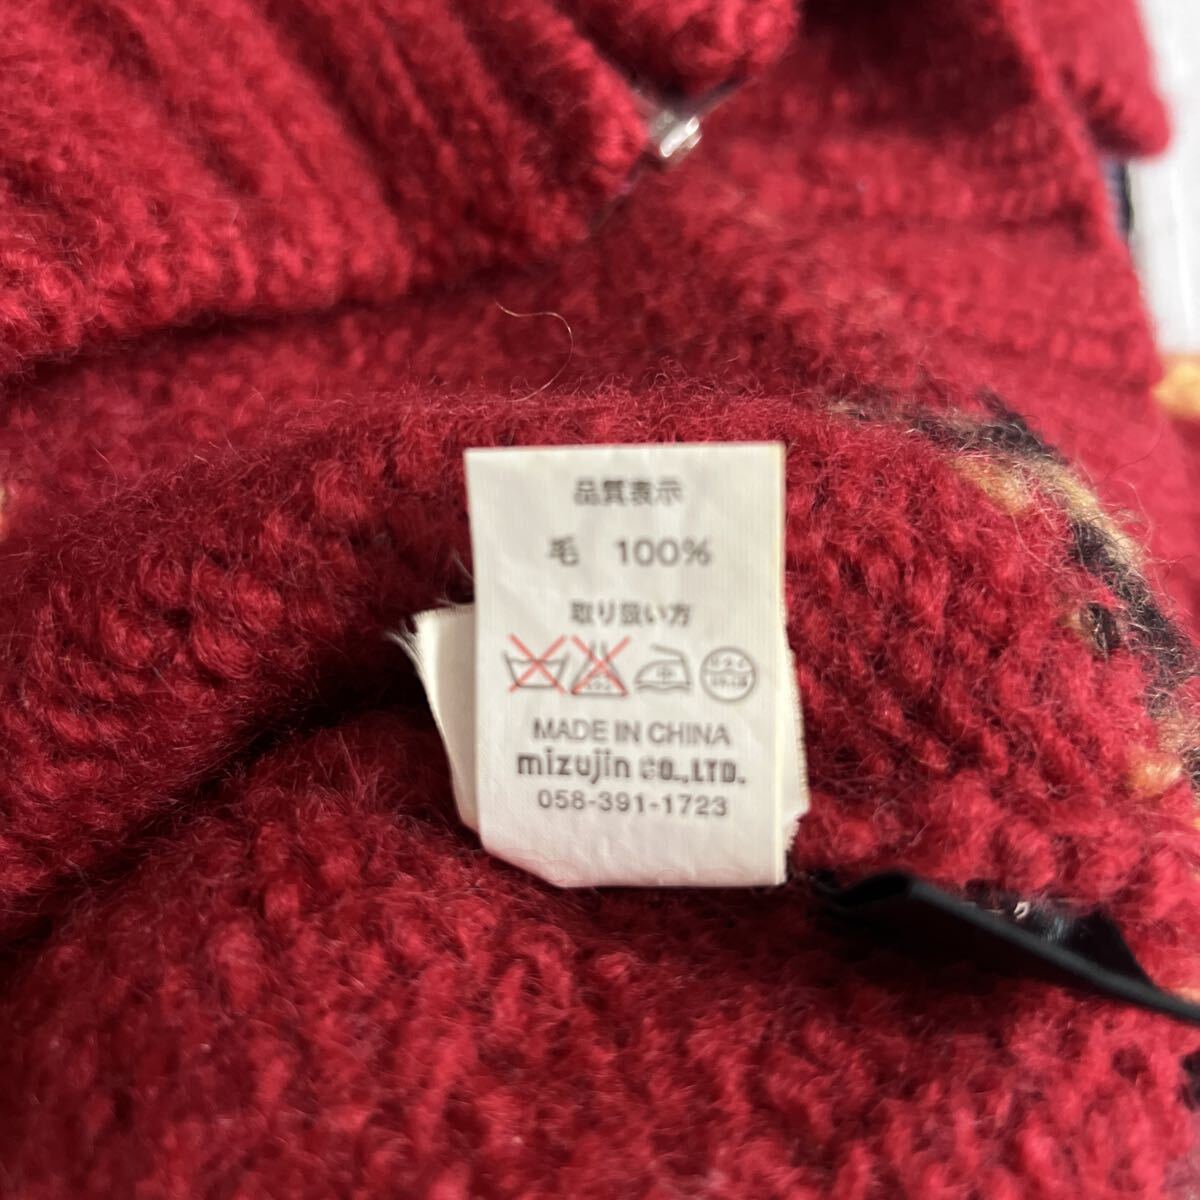 品質表示
毛 100%
取り扱い方
中
MADE IN CHINA
mizujin CO.,LTD.
058-391-1723